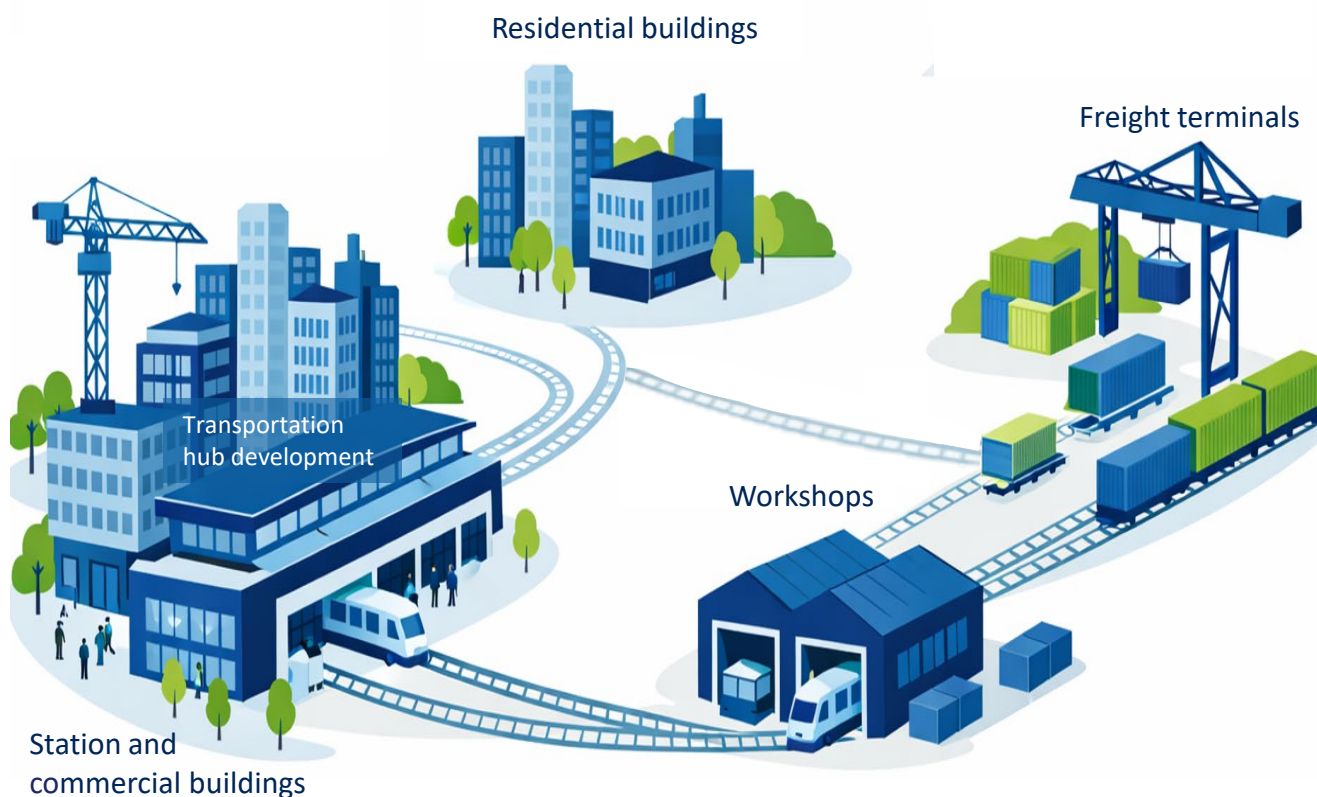 Residential buildings
Freight terminals
Transportation
hub development
Workshops
Station and
commercial buildings